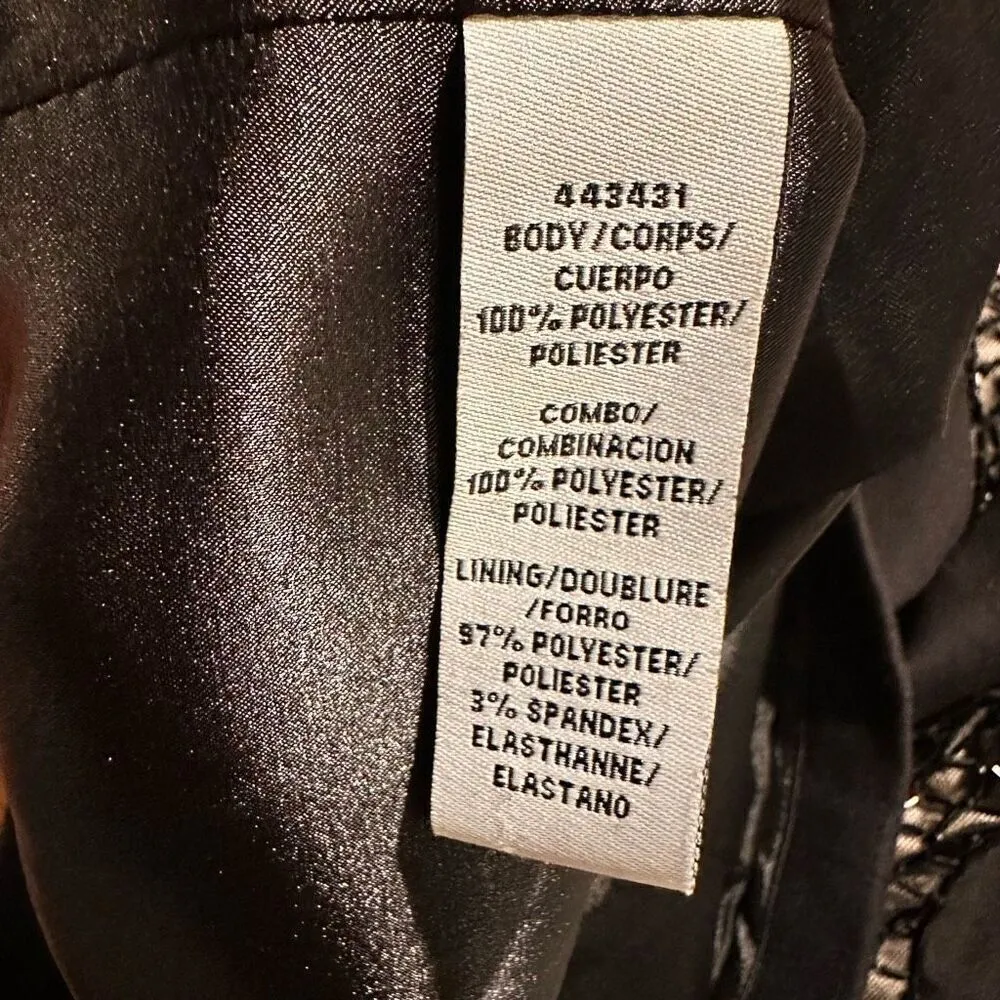 443431
BODY/CORPS/
CUERPO
100% POLYESTER/
POLIESTER
COMBO/
COMBINACION
100% POLYESTER/
POLIESTER
LINING/DOUBLURE
/FORRO
97% POLYESTER/
POLIESTER
3% SPANDEX/
ELASTHANNE/
ELASTANO